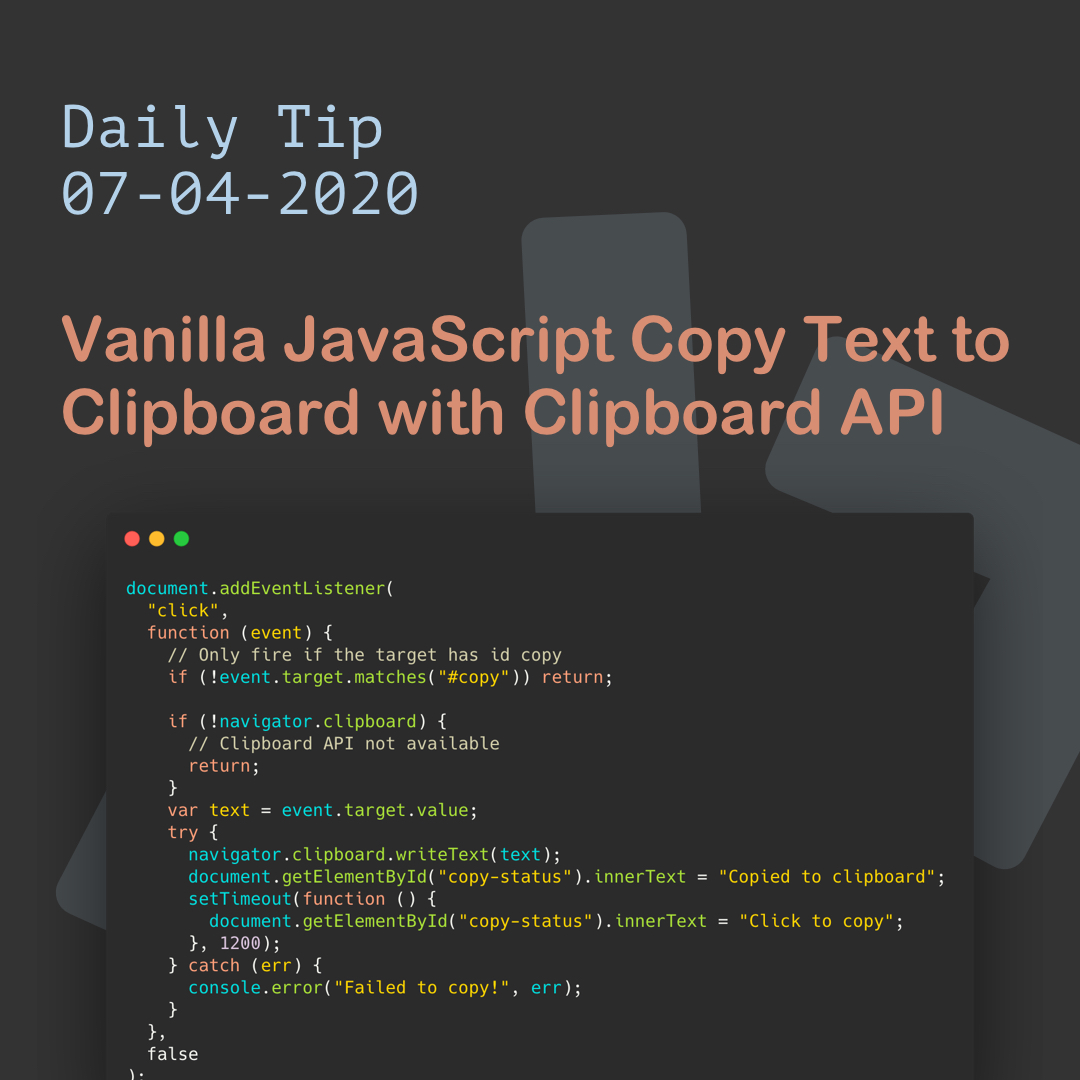 Daily Tip
07-04-2020
Vanilla JavaScript Copy Text to
Clipboard with Clipboard API
document.addEventListener(
  "click",
  function (event) {
    // Only fire if the target has id copy
    if (!event.target.matches("#copy")) return;
    if (!navigator.clipboard) {
      // Clipboard API not available
      return;
    }
    var text = event.target.value;
    try {
      navigator.clipboard.writeText(text);
      document.getElementById("copy-status").innerText = "Copied to clipboard";
      setTimeout(function () {
        document.getElementById("copy-status").innerText = "Click to copy";
      }, 1200);
    } catch (err) {
      console.error("Failed to copy!", err);
    }
  },
  false
);